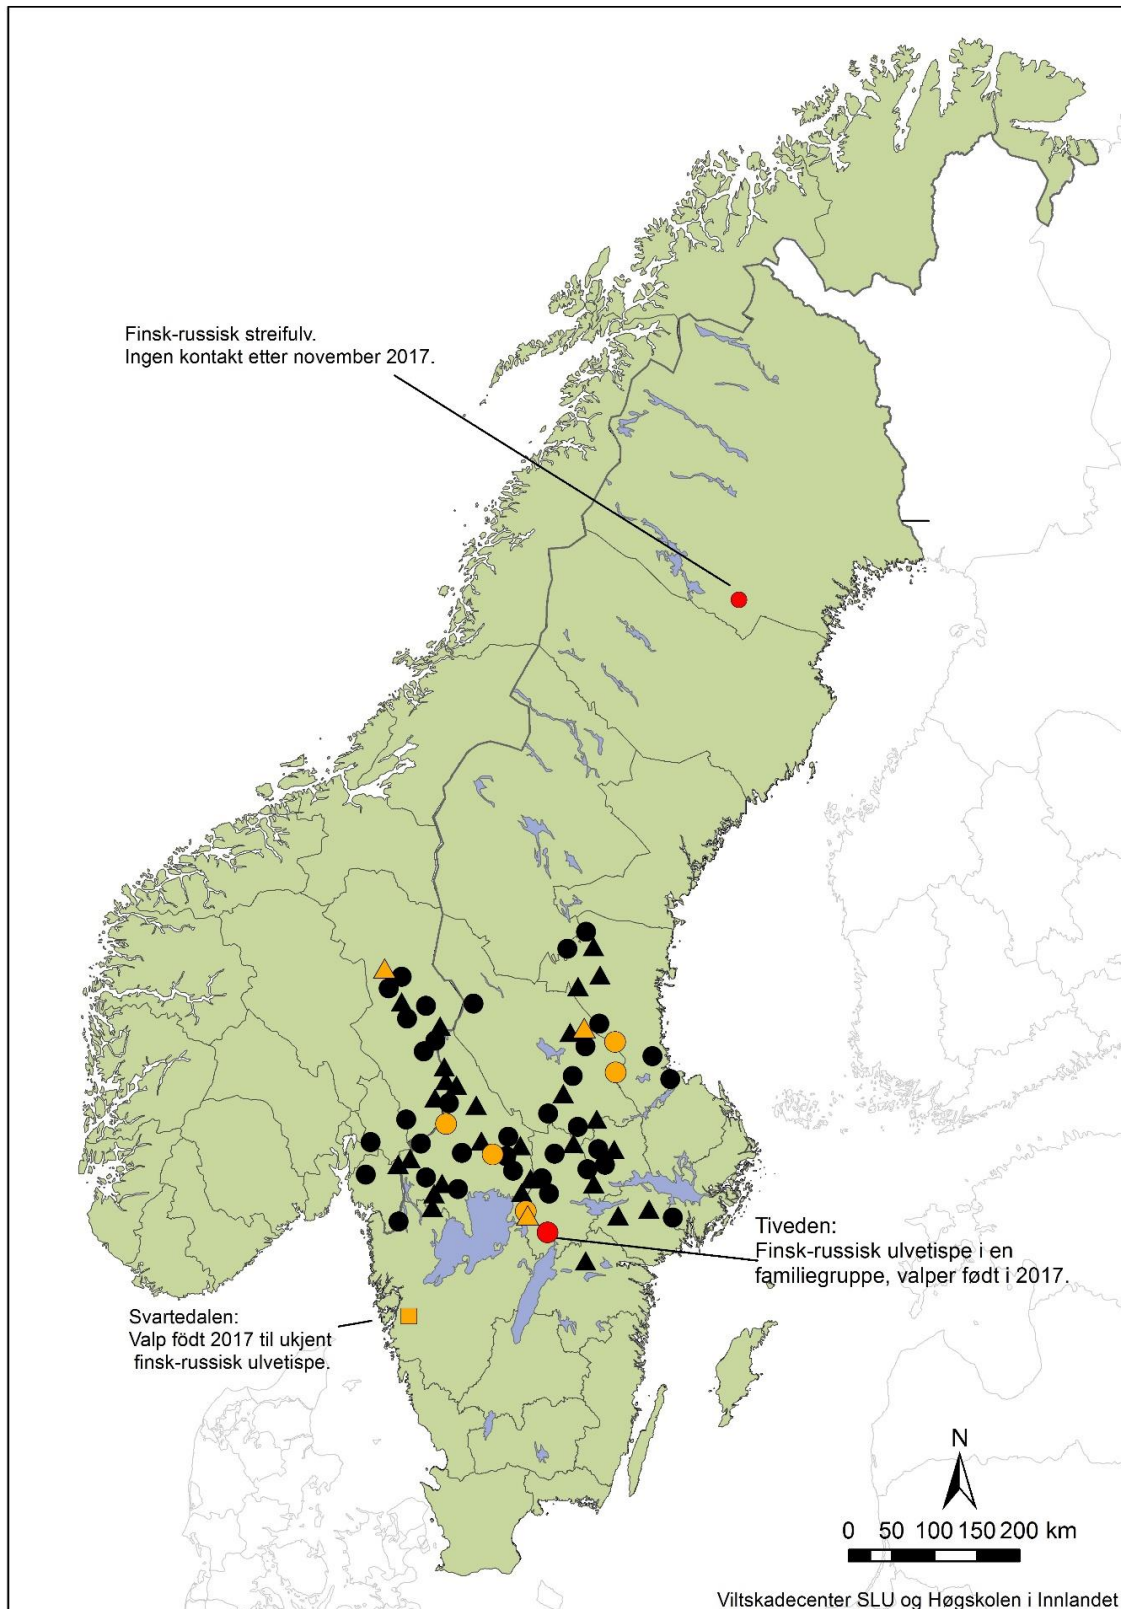 Finsk-russisk streifulv.
Ingen kontakt etter november 2017.
Tiveden:
Finsk-russisk ulvetispe i en
familiegruppe, valper født i 2017.
Svartedalen:
Valp födt 2017 til ukjent
finsk-russisk ulvetispe.
N
0 50 100 150 200 km
Viltskadecenter SLU og Høgskolen i Innlandet